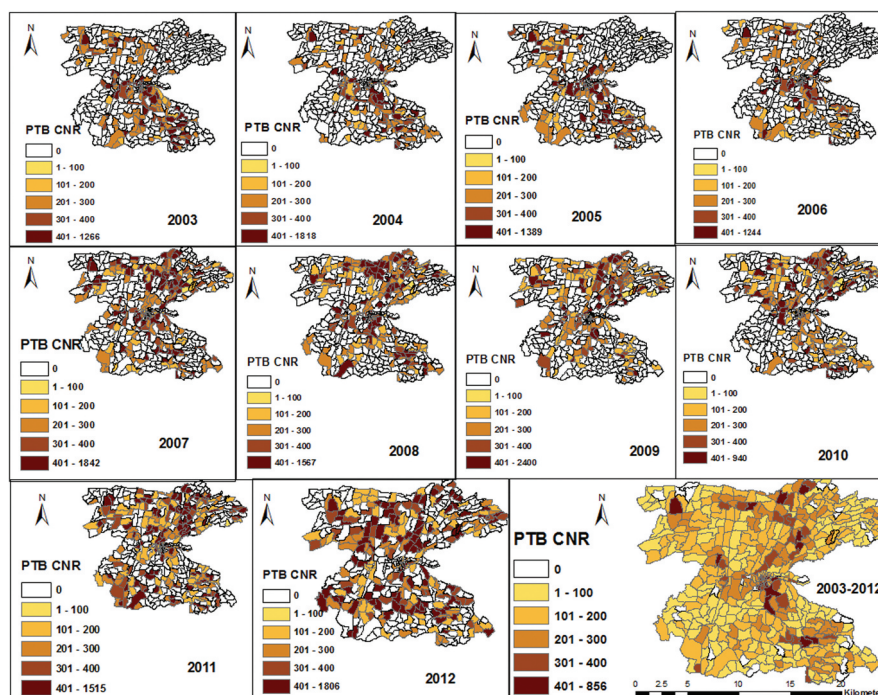 N
PTB CNR
0
1 - 100
101 - 200
201 - 300
301 - 400
401 - 1266
2003
N
PTB CNR
0
1 - 100
101 - 200
201 - 300
301 - 400
401 - 1818
2004
N
PTB CNR
0
1 - 100
101 - 200
201 - 300
301 - 400
401 - 1389
2005
N
PTB CNR
0
1 - 100
101 - 200
201 - 300
301 - 400
401 - 1244
2006
N
PTB CNR
0
1 - 100
101 - 200
201 - 300
301 - 400
401 - 1842
2007
N
PTB CNR
0
1 - 100
101 - 200
201 - 300
301 - 400
401 - 1567
2008
N
PTB CNR
0
1 - 100
101 - 200
201 - 300
301 - 400
401 - 2400
2009
N
PTB CNR
0
1 - 100
101 - 200
201 - 300
301 - 400
401 - 940
2010
N
PTB CNR
0
1 - 100
101 - 200
201 - 300
301 - 400
401 - 1515
2011
N
PTB CNR
0
1 - 100
101 - 200
201 - 300
301 - 400
401 - 1806
2012
N
PTB CNR
0
1 - 100
101 - 200
201 - 300
301 - 400
401 - 856
2003-2012
0 2.5 5 10 15 20